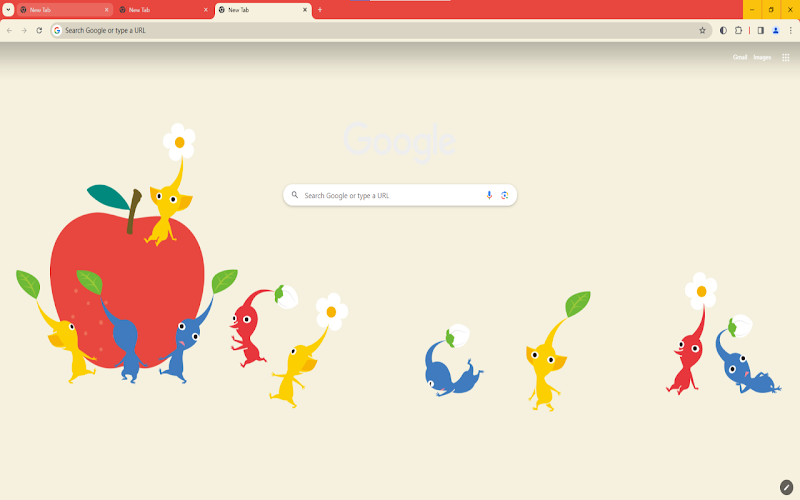 New Tab
New Tab
New Tab
Search Google or type a URL
Gmail
Images
Google
Search Google or type a URL